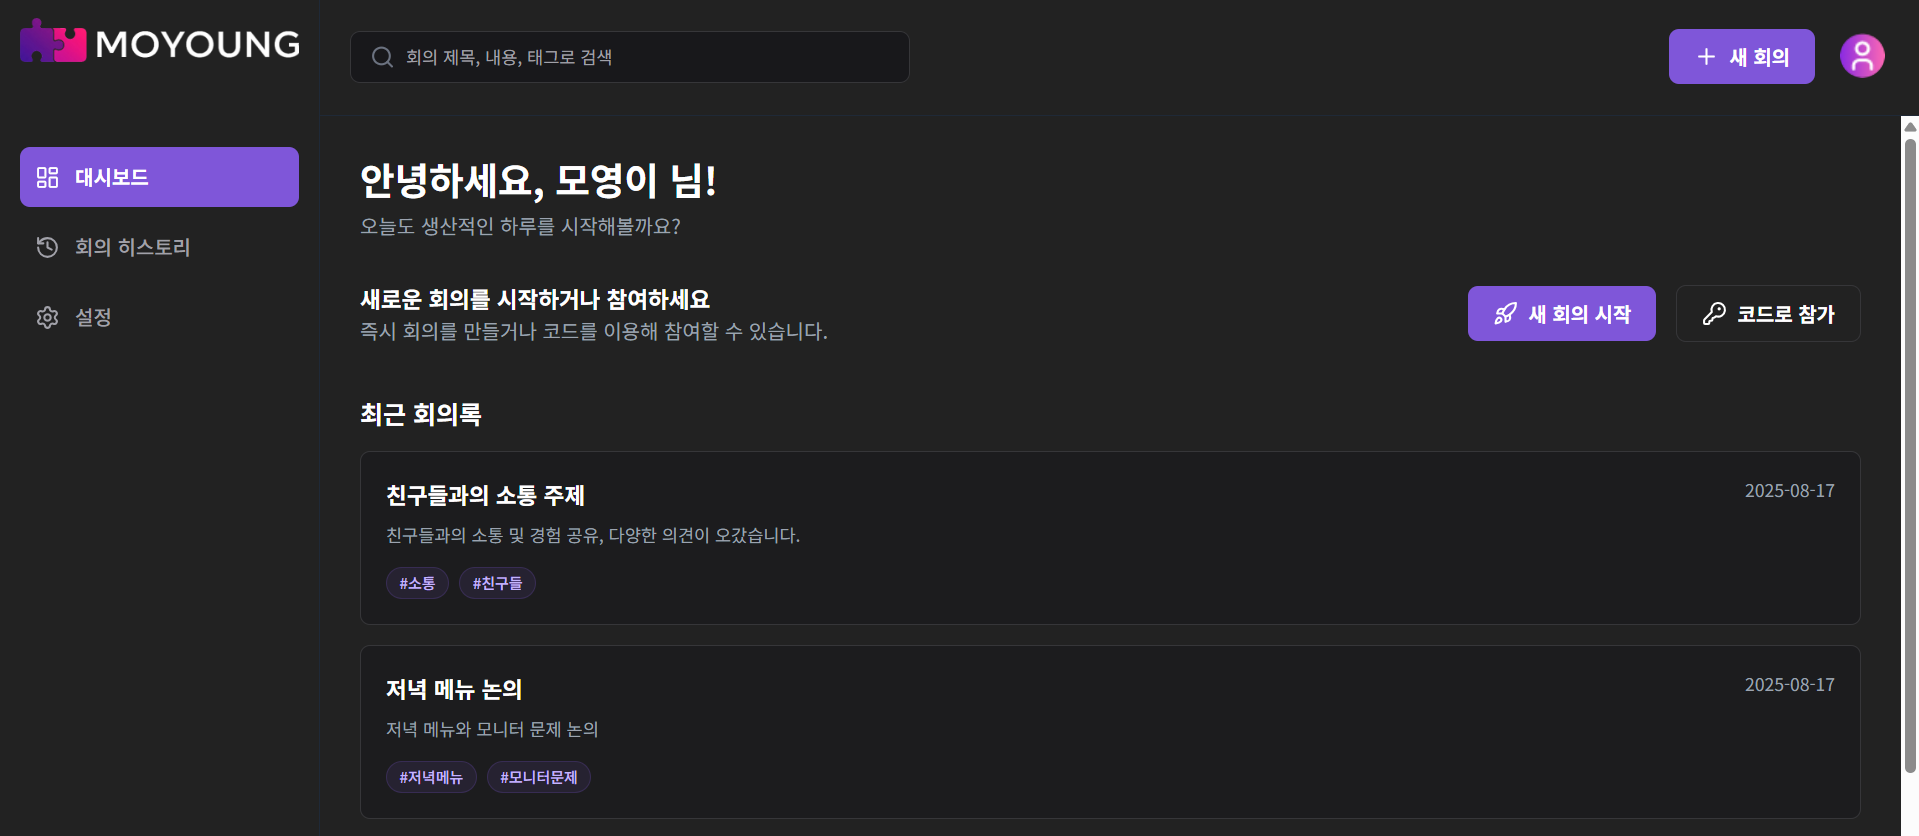 MOYOUNG
회의 제목, 내용, 태그로 검색
새 회의
대시보드
회의 히스토리
설정
안녕하세요, 모영이 님!
오늘도 생산적인 하루를 시작해볼까요?
새로운 회의를 시작하거나 참여하세요
즉시 회의를 만들거나 코드를 이용해 참여할 수 있습니다.
새 회의 시작
코드로 참가
최근 회의록
친구들과의 소통 주제
2025-08-17
친구들과의 소통 및 경험 공유, 다양한 의견이 오갔습니다.
#소통 #친구들
저녁 메뉴 논의
2025-08-17
저녁 메뉴와 모니터 문제 논의
#저녁메뉴 #모니터문제